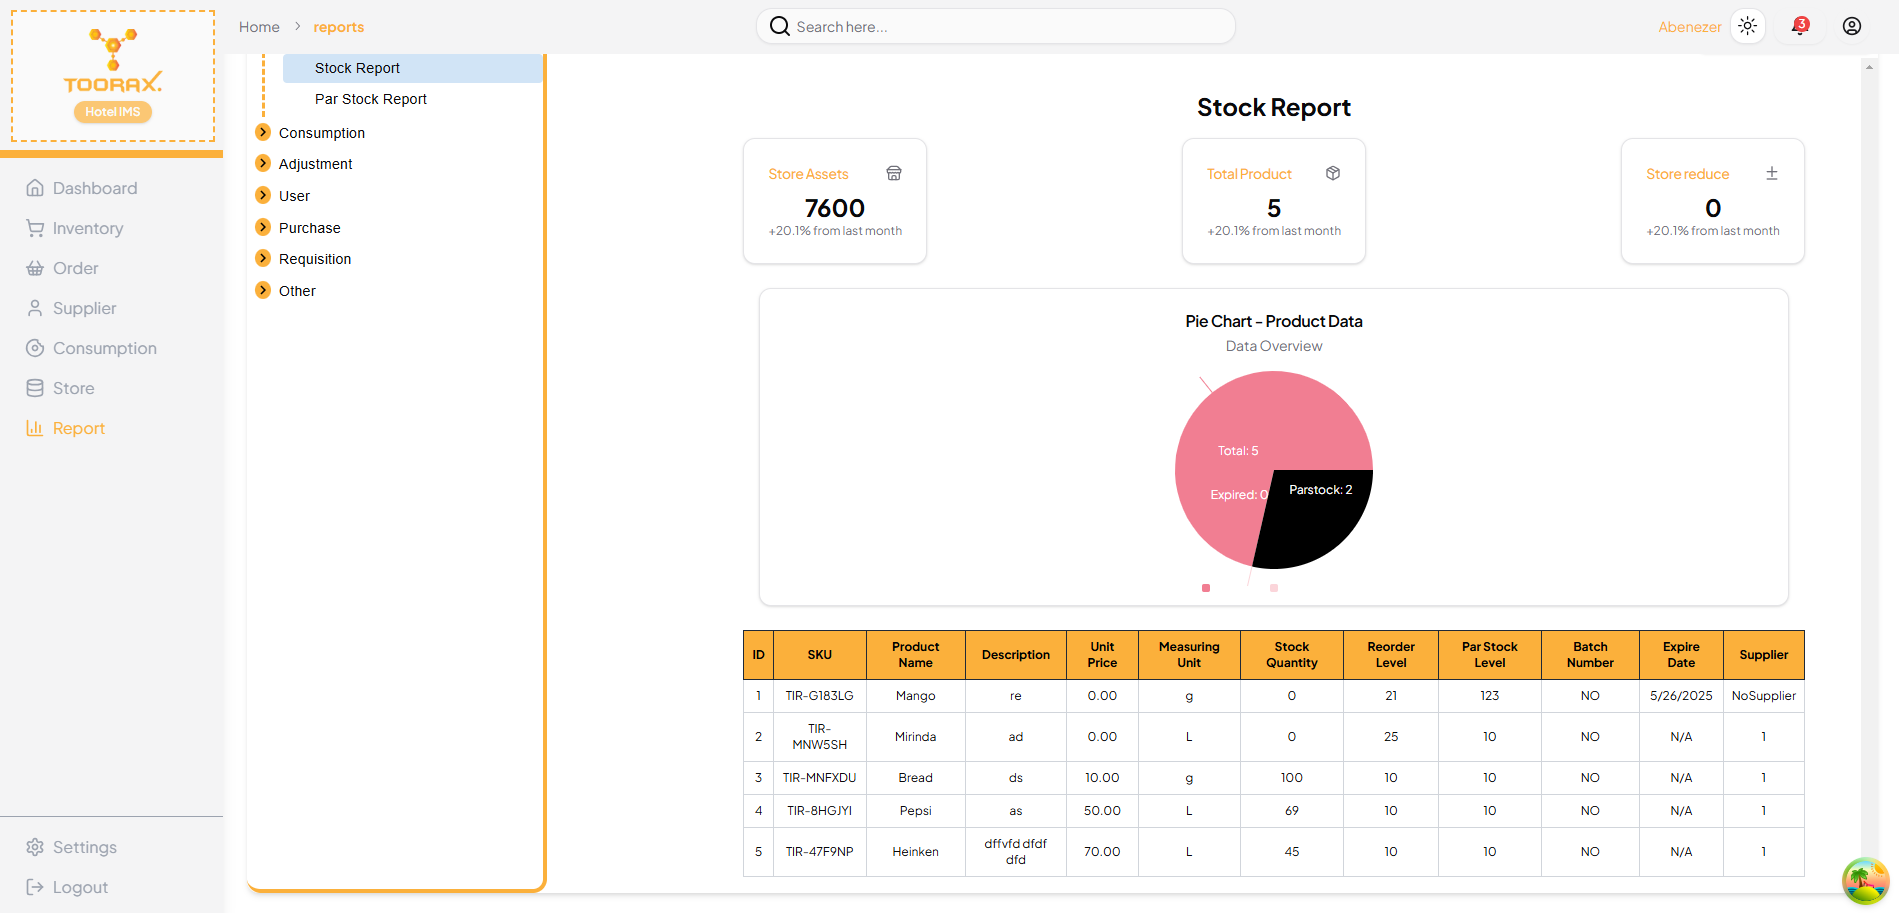 TOORAX.
Hotel IMS
Home
reports
Search here...
Abenezer
3
Dashboard
Inventory
Order
Supplier
Consumption
Store
Report
Settings
Logout
Stock Report
Par Stock Report
Consumption
Adjustment
User
Purchase
Requisition
Other
Stock Report
Store Assets
7600
+20.1% from last month
Total Product
5
+20.1% from last month
Store reduce
0
+20.1% from last month
Pie Chart - Product Data
Data Overview
Total: 5
Expired: 0
Parstock: 2
ID SKU Product Name Description Unit Price Measuring Unit Stock Quantity Reorder Level Par Stock Level Batch Number Expire Date Supplier
1 TIR-G183LG Mango re 0.00 g 0 21 123 NO 5/26/2025 NoSupplier
2 TIR-MNW5SH Mirinda ad 0.00 L 0 25 10 NO N/A 1
3 TIR-MNFXDU Bread ds 10.00 g 100 10 10 NO N/A 1
4 TIR-8HGJYI Pepsi as 50.00 L 69 10 10 NO N/A 1
5 TIR-47F9NP Heinken dffvfd dfdf dfd 70.00 L 45 10 10 NO N/A 1